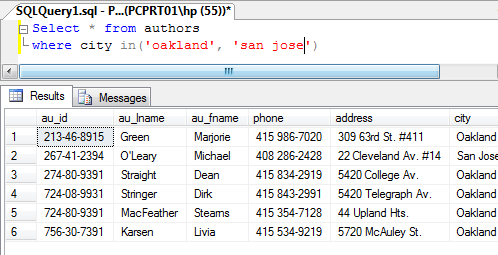 SQLQuery1.sql - P...(PCPRT01\hp (55))*
Select * from authors
where city in('oakland', 'san jose')
Results Messages
au_id au_lname au_fname phone address city
1 213-46-8915 Green Marjorie 415 986-7020 309 63rd St. #411 Oakland
2 267-41-2394 O'Leary Michael 408 286-2428 22 Cleveland Av. #14 San Jose
3 274-80-9391 Straight Dean 415 834-2919 5420 College Av. Oakland
4 724-08-9931 Stringer Dirk 415 843-2991 5420 Telegraph Av. Oakland
5 724-80-9391 MacFeather Stearns 415 354-7128 44 Upland Hts. Oakland
6 756-30-7391 Karsen Livia 415 534-9219 5720 McAuley St. Oakland